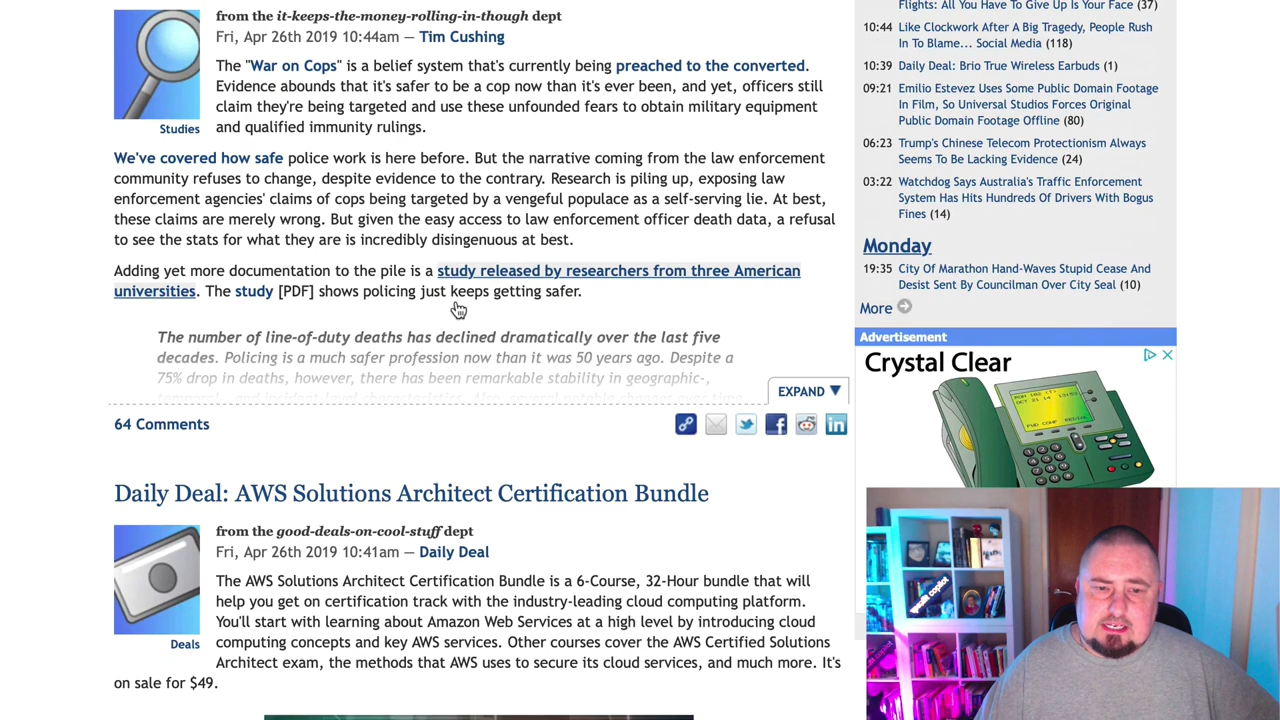 from the it-keeps-the-money-rolling-in-though dept
Fri, Apr 26th 2019 10:44am — Tim Cushing
Studies
The "War on Cops" is a belief system that's currently being preached to the converted.
Evidence abounds that it's safer to be a cop now than it's ever been, and yet, officers still
claim they're being targeted and use these unfounded fears to obtain military equipment
and qualified immunity rulings.
We've covered how safe police work is here before. But the narrative coming from the law enforcement
community refuses to change, despite evidence to the contrary. Research is piling up, exposing law
enforcement agencies' claims of cops being targeted by a vengeful populace as a self-serving lie. At best,
these claims are merely wrong. But given the easy access to law enforcement officer death data, a refusal
to see the stats for what they are is incredibly disingenuous at best.
Adding yet more documentation to the pile is a study released by researchers from three American
universities. The study [PDF] shows policing just keeps getting safer.
The number of line-of-duty deaths has declined dramatically over the last five
decades. Policing is a much safer profession now than it was 50 years ago. Despite a
75% drop in deaths, however, there has been remarkable stability in geographic-,
EXPAND
64 Comments
Daily Deal: AWS Solutions Architect Certification Bundle
from the good-deals-on-cool-stuff dept
Fri, Apr 26th 2019 10:41am — Daily Deal
Deals
The AWS Solutions Architect Certification Bundle is a 6-Course, 32-Hour bundle that will
help you get on certification track with the industry-leading cloud computing platform.
You'll start with learning about Amazon Web Services at a high level by introducing cloud
computing concepts and key AWS services. Other courses cover the AWS Certified Solutions
Architect exam, the methods that AWS uses to secure its cloud services, and much more. It's
on sale for $49.
Flights: All You Have To Give Up Is Your Face (37)
10:44 Like Clockwork After A Big Tragedy, People Rush
In To Blame... Social Media (118)
10:39 Daily Deal: Brio True Wireless Earbuds (1)
09:21 Emilio Estevez Uses Some Public Domain Footage
In Film, So Universal Studios Forces Original
Public Domain Footage Offline (80)
06:23 Trump's Chinese Telecom Protectionism Always
Seems To Be Lacking Evidence (24)
03:22 Watchdog Says Australia's Traffic Enforcement
System Has Hits Hundreds Of Drivers With Bogus
Fines (14)
Monday
19:35 City Of Marathon Hand-Waves Stupid Cease And
Desist Sent By Councilman Over City Seal (10)
More
Advertisement
Crystal Clear